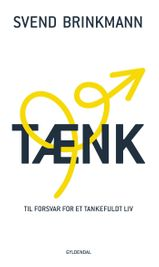 SVEND BRINKMANN
TÆNK
TIL FORSVAR FOR ET TANKEFULDT LIV
GYLDENDAL